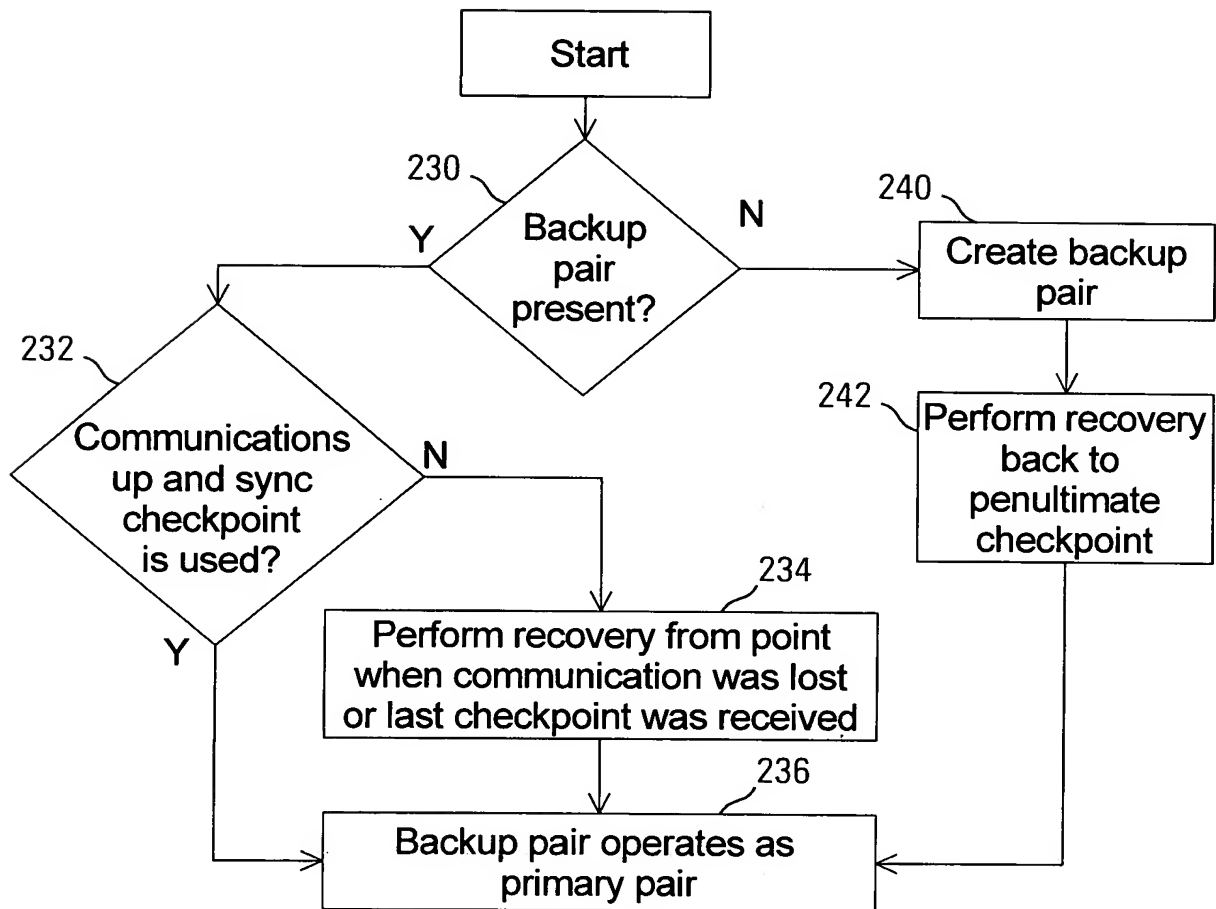 Start
230
Backup
pair
present?
Y
N
240
Create backup
pair
232
Communications
up and sync
checkpoint
is used?
N
Y
242
Perform recovery
back to
penultimate
checkpoint
234
Perform recovery from point
when communication was lost
or last checkpoint was received
236
Backup pair operates as
primary pair